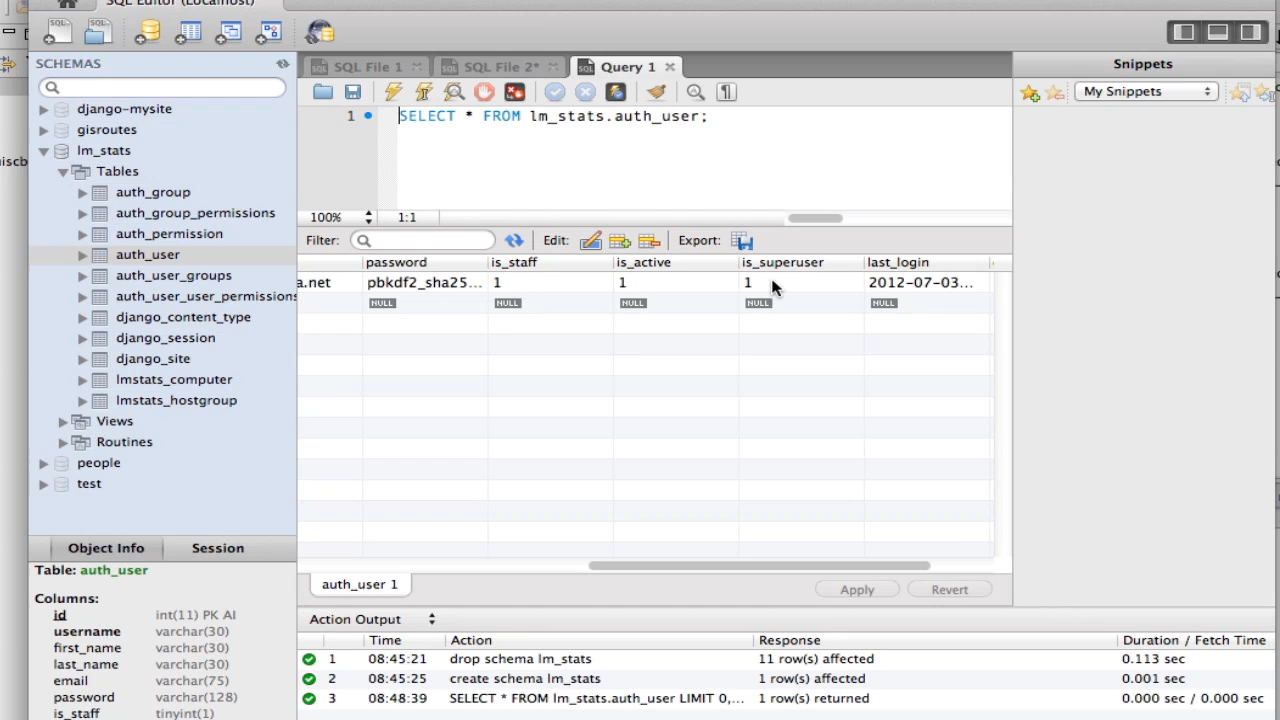 SQL Editor (Localhost)
SCHEMAS
django-mysite
gisroutes
lm_stats
Tables
auth_group
auth_group_permissions
auth_permission
auth_user
auth_user_groups
auth_user_user_permissions
django_content_type
django_session
django_site
lmstats_computer
lmstats_hostgroup
Views
Routines
people
test
Object Info Session
Table: auth_user
Columns:
id int(11) PK AI
username varchar(30)
first_name varchar(30)
last_name varchar(30)
email varchar(75)
password varchar(128)
is_staff tinyint(1)
SQL File 1 SQL File 2* Query 1
1 SELECT * FROM lm_stats.auth_user;
100% 1:1
Filter: Edit: Export:
password is_staff is_active is_superuser last_login
a.net pbkdf2_sha25... 1 1 1 2012-07-03...
NULL NULL NULL NULL NULL
auth_user 1 Apply Revert
Action Output
Time Action Response Duration / Fetch Time
1 08:45:21 drop schema lm_stats 11 row(s) affected 0.113 sec
2 08:45:25 create schema lm_stats 1 row(s) affected 0.001 sec
3 08:48:39 SELECT * FROM lm_stats.auth_user LIMIT 0,... 1 row(s) returned 0.000 sec / 0.000 sec
Snippets
My Snippets